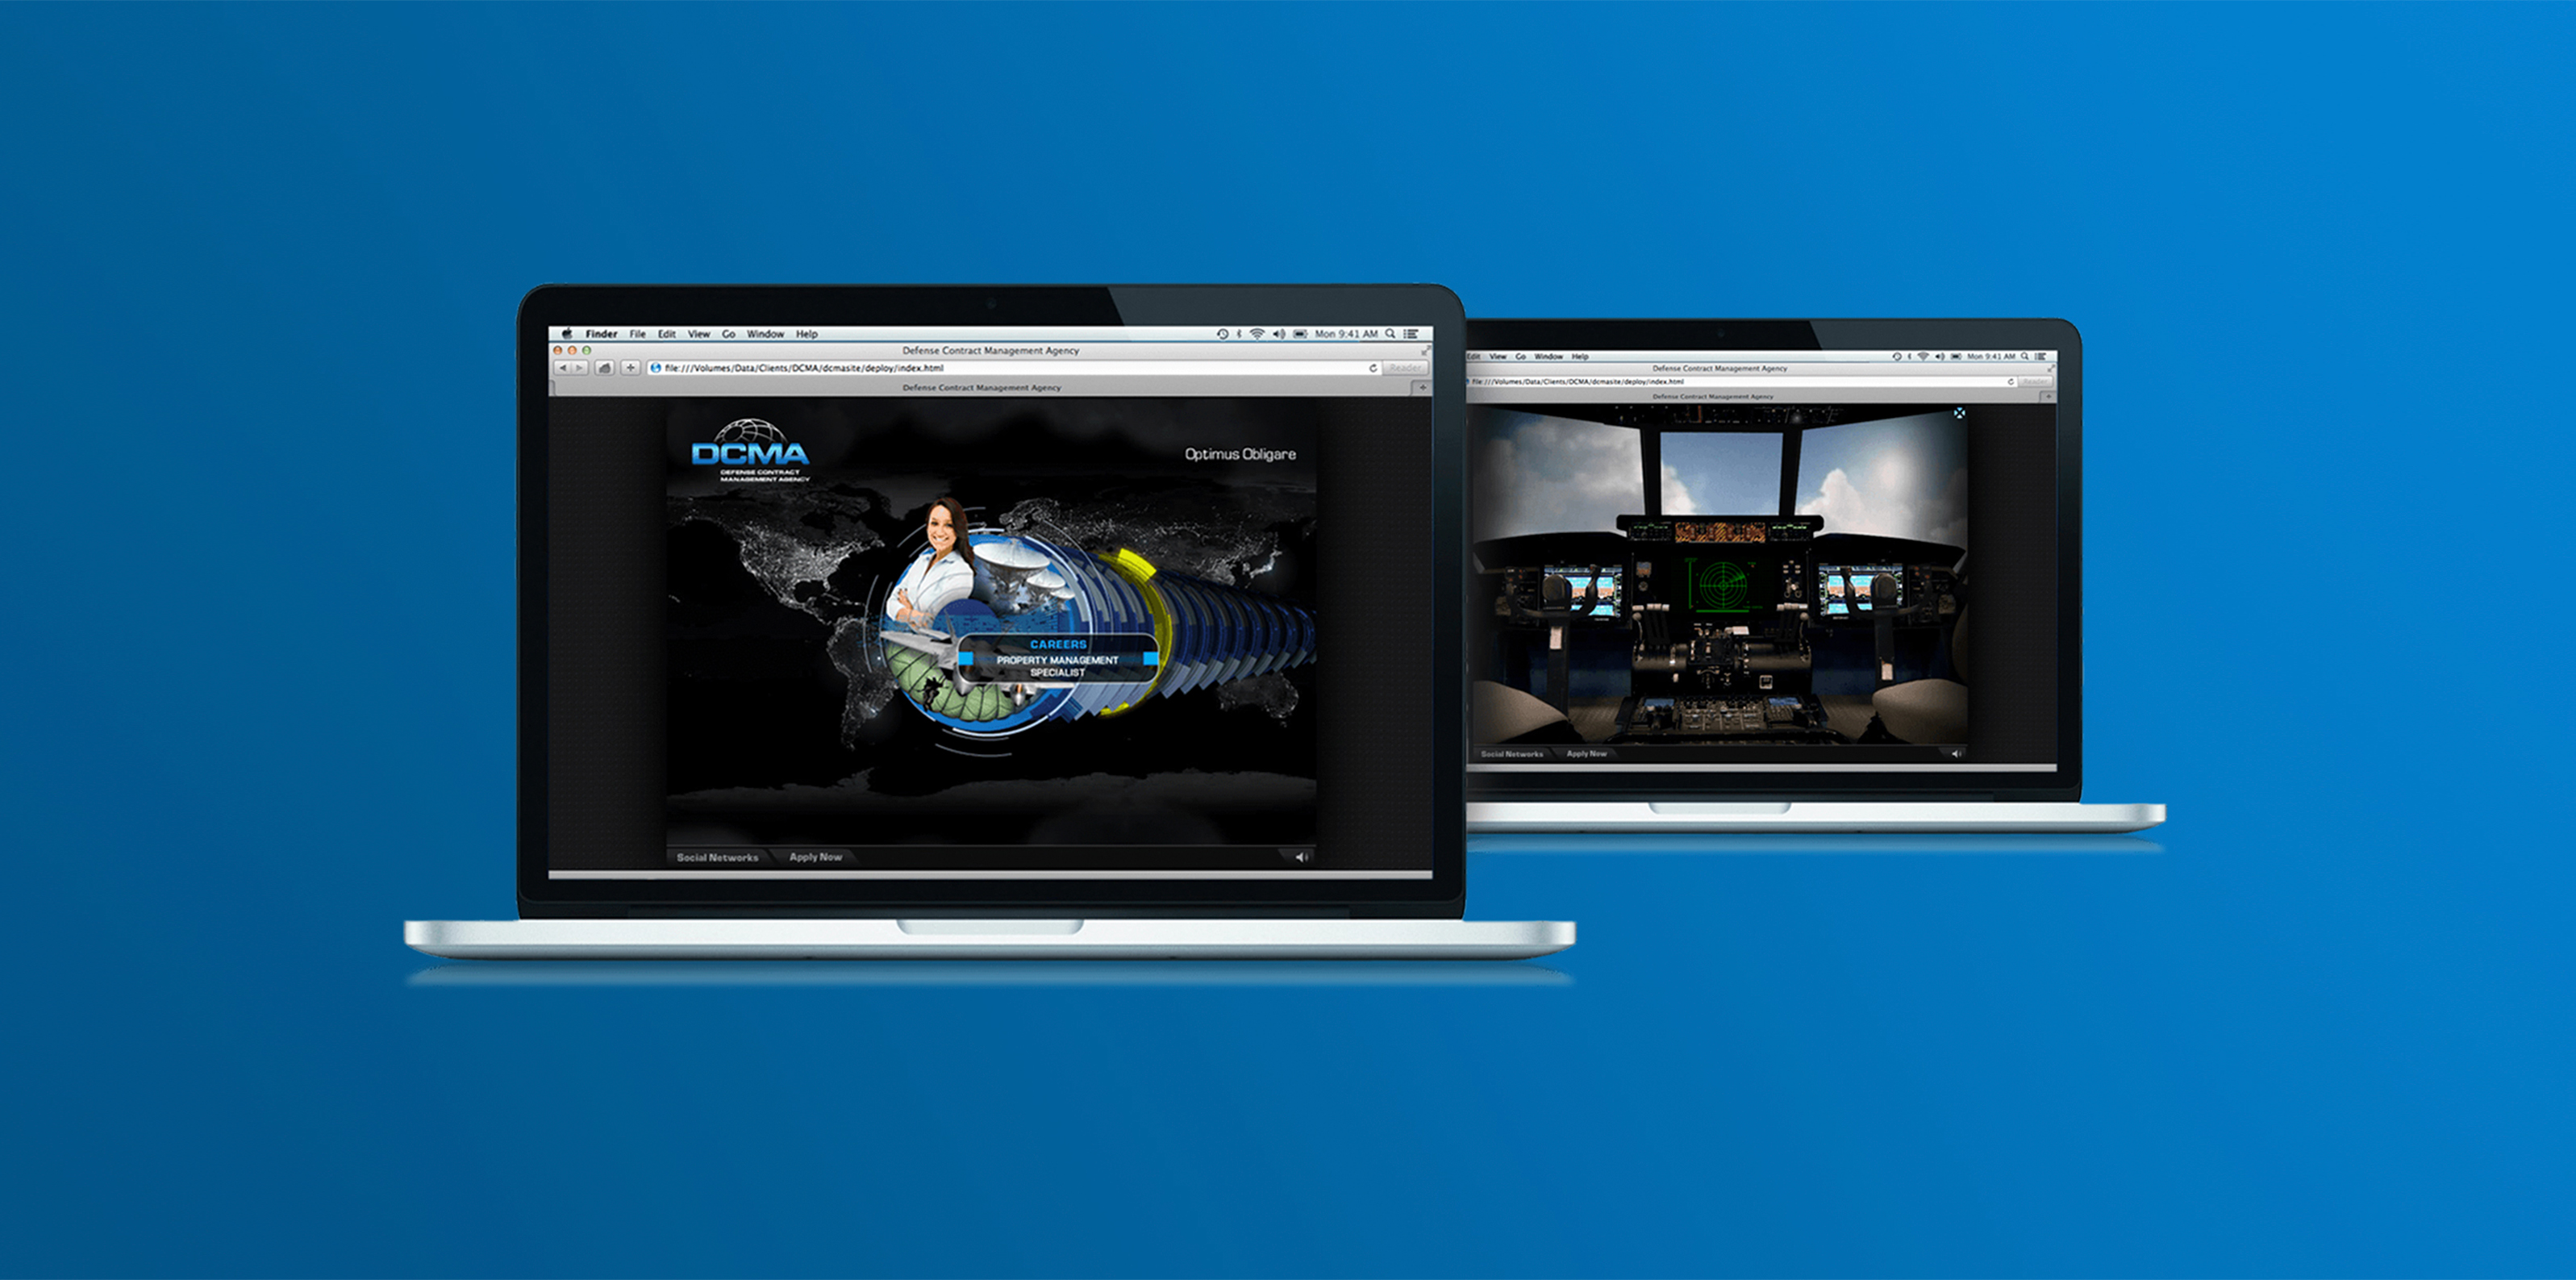 Finder File Edit View Go Window Help Mon 9:41 AM
Defense Contract Management Agency
file:///Volumes/Data/Clients/DCMA/dcmasite/deploy/index.html Reader
Defense Contract Management Agency
DCMA
DEFENSE CONTRACT
MANAGEMENT AGENCY
Optimus Obligare
CAREERS
PROPERTY MANAGEMENT
SPECIALIST
Social Networks Apply Now
Edit View Go Window Help Mon 9:41 AM
Defense Contract Management Agency
file:///Volumes/Data/Clients/DCMA/dcmasite/deploy/index.html Reader
Defense Contract Management Agency
Social Networks Apply Now